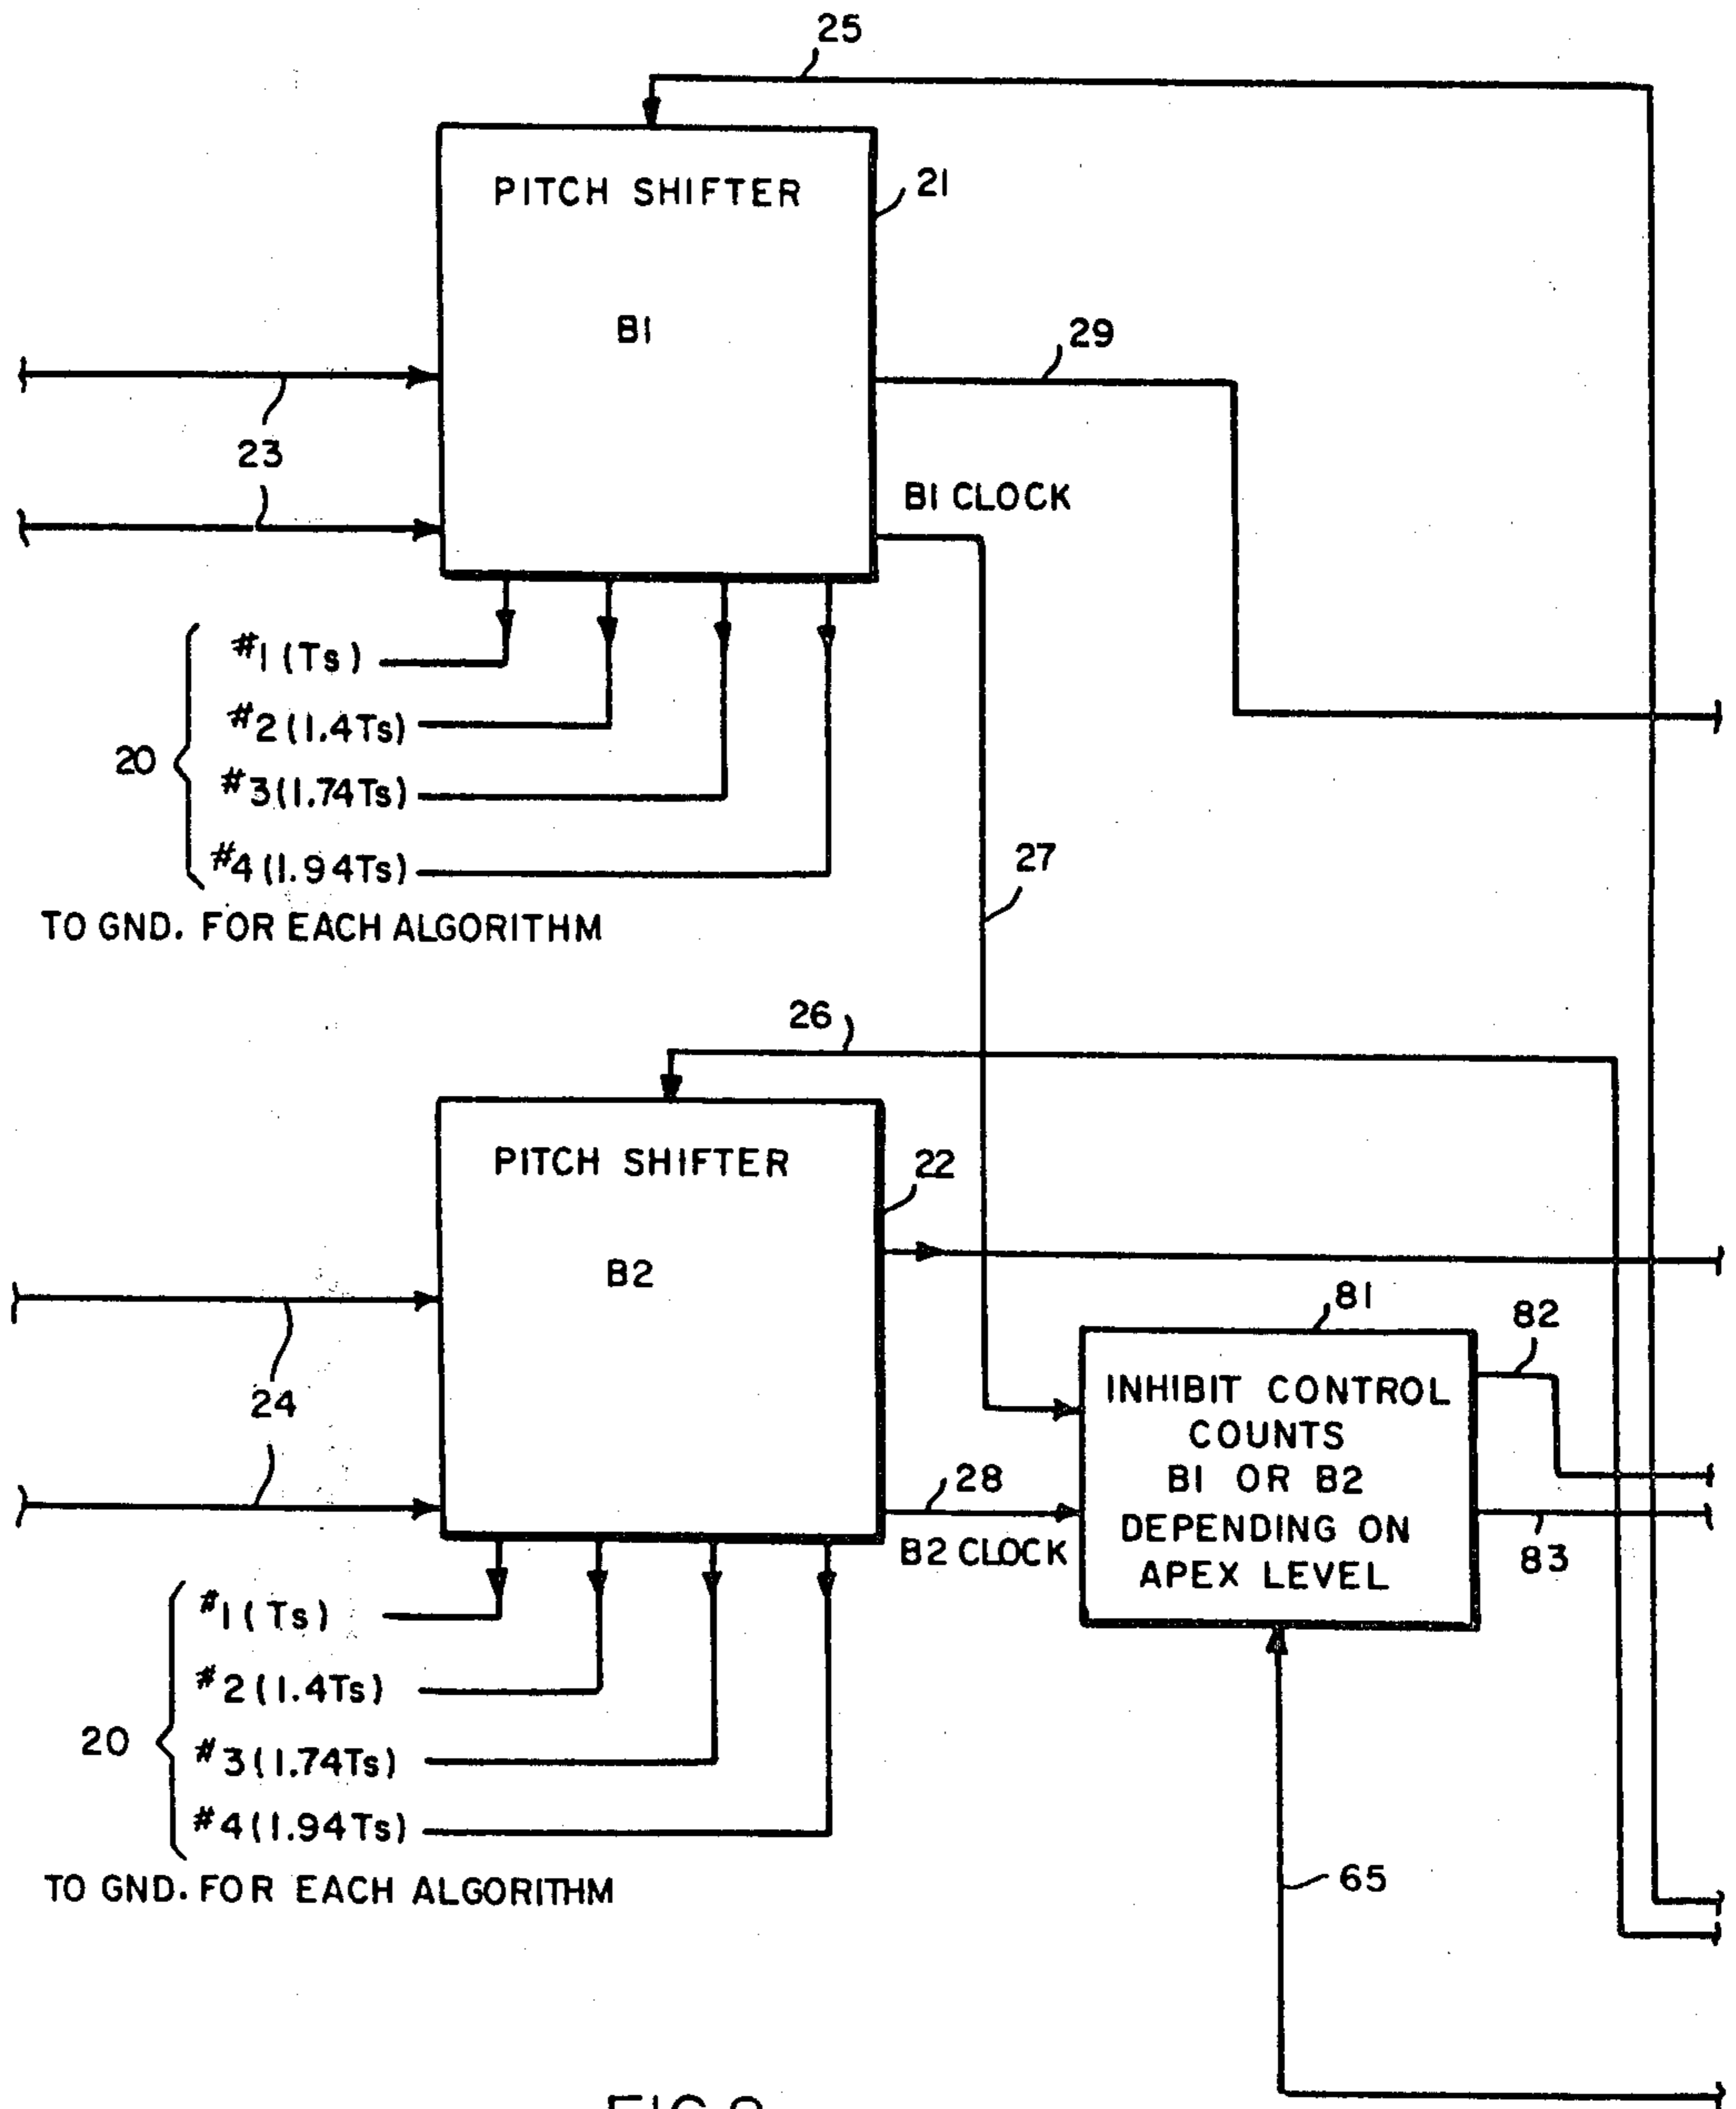 25
PITCH SHIFTER
21
B1
29
23
B1 CLOCK
#1 (Ts)
#2 (1.4Ts)
20
#3 (1.74Ts)
#4 (1.94Ts)
27
TO GND. FOR EACH ALGORITHM
26
PITCH SHIFTER
22
B2
81
82
24
INHIBIT CONTROL
COUNTS
B1 OR B2
DEPENDING ON
APEX LEVEL
28
B2 CLOCK
83
#1 (Ts)
#2 (1.4Ts)
20
#3 (1.74Ts)
#4 (1.94Ts)
TO GND. FOR EACH ALGORITHM
65